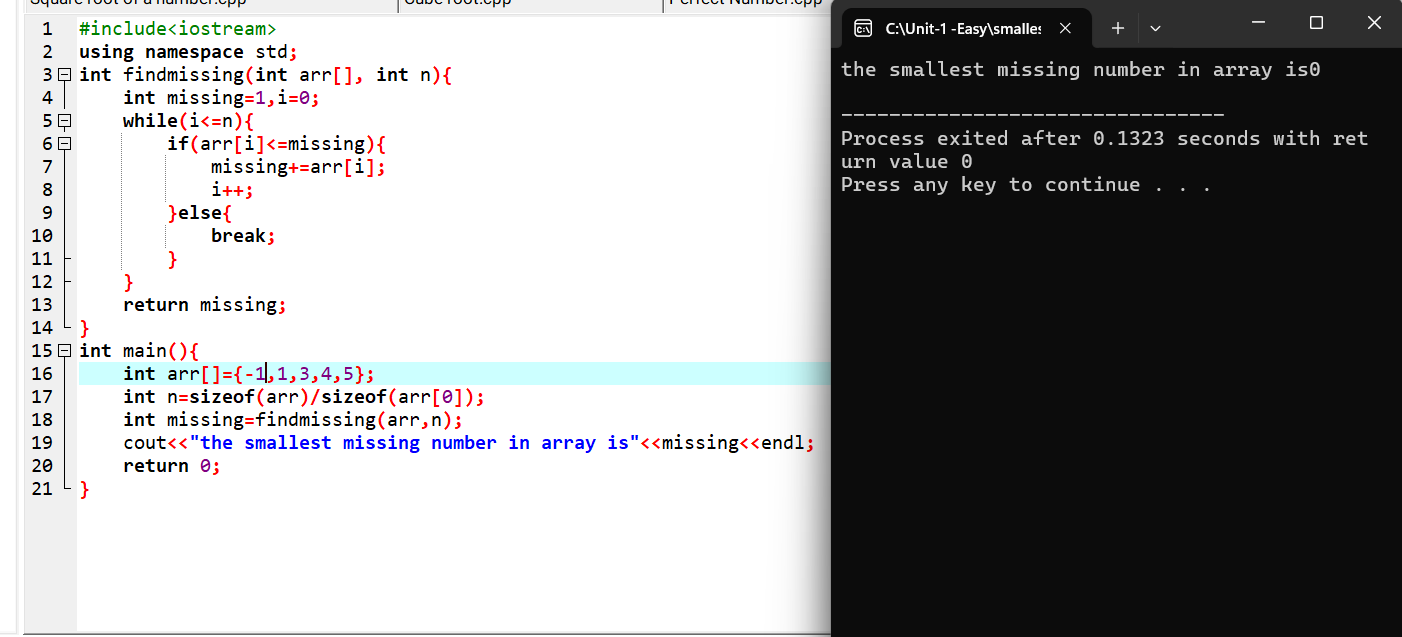 Square root of a number.cpp
Cube root.cpp
Perfect Number.cpp
1 #include<iostream>
2 using namespace std;
3 int findmissing(int arr[], int n){
4 int missing=1,i=0;
5 while(i<=n){
6 if(arr[i]<=missing){
7 missing+=arr[i];
8 i++;
9 }else{
10 break;
11 }
12 }
13 return missing;
14 }
15 int main(){
16 int arr[]={-1,1,3,4,5};
17 int n=sizeof(arr)/sizeof(arr[0]);
18 int missing=findmissing(arr,n);
19 cout<<"the smallest missing number in array is"<<missing<<endl;
20 return 0;
21 }
C:\Unit-1 -Easy\smalles
the smallest missing number in array is0
--------------------------------
Process exited after 0.1323 seconds with ret
urn value 0
Press any key to continue . . .